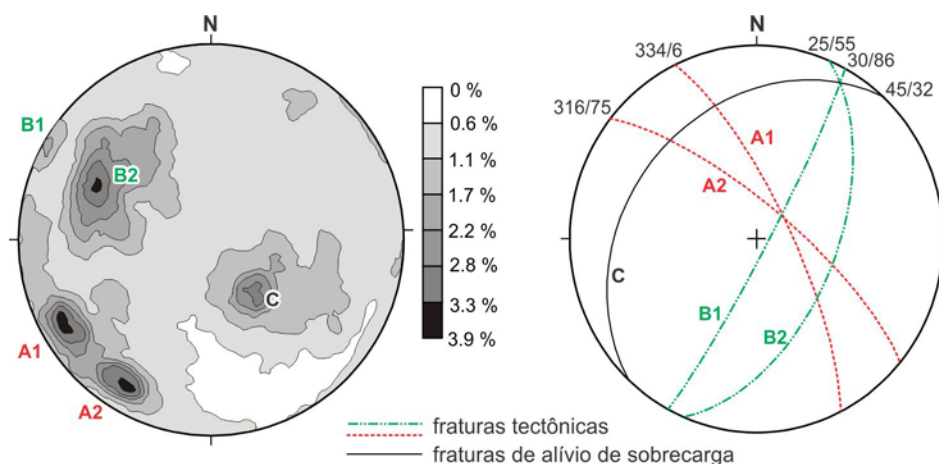 N
B1
B2
A1
A2
C
0 %
0.6 %
1.1 %
1.7 %
2.2 %
2.8 %
3.3 %
3.9 %
N
25/55
30/86
45/32
334/6
316/75
A1
A2
C
B1
B2
fraturas tectônicas
fraturas de alívio de sobrecarga